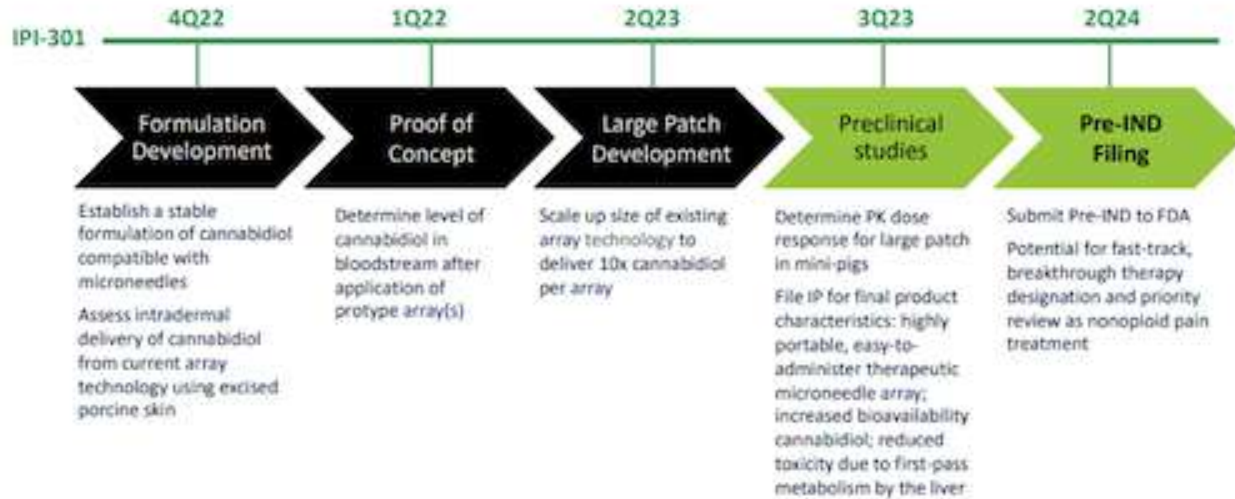 4Q22
1Q22
2Q23
3Q23
2Q24
IPI-301
Formulation
Development
Proof of
Concept
Large Patch
Development
Preclinical
studies
Pre-IND
Filing
Establish a stable
formulation of cannabidiol
compatible with
microneedles
Assess intradermal
delivery of cannabidiol
from current array
technology using excised
porcine skin
Determine level of
cannabidiol in
bloodstream after
application of
protype array(s)
Scale up size of existing
array technology to
deliver 10x cannabidiol
per array
Determine PK dose
response for large patch
in mini-pigs
File IP for final product
characteristics: highly
portable, easy-to-
administer therapeutic
microneedle array;
increased bioavailability
cannabidiol; reduced
toxicity due to first-pass
metabolism by the liver
Submit Pre-IND to FDA
Potential for fast-track,
breakthrough therapy
designation and priority
review as nonopioid pain
treatment